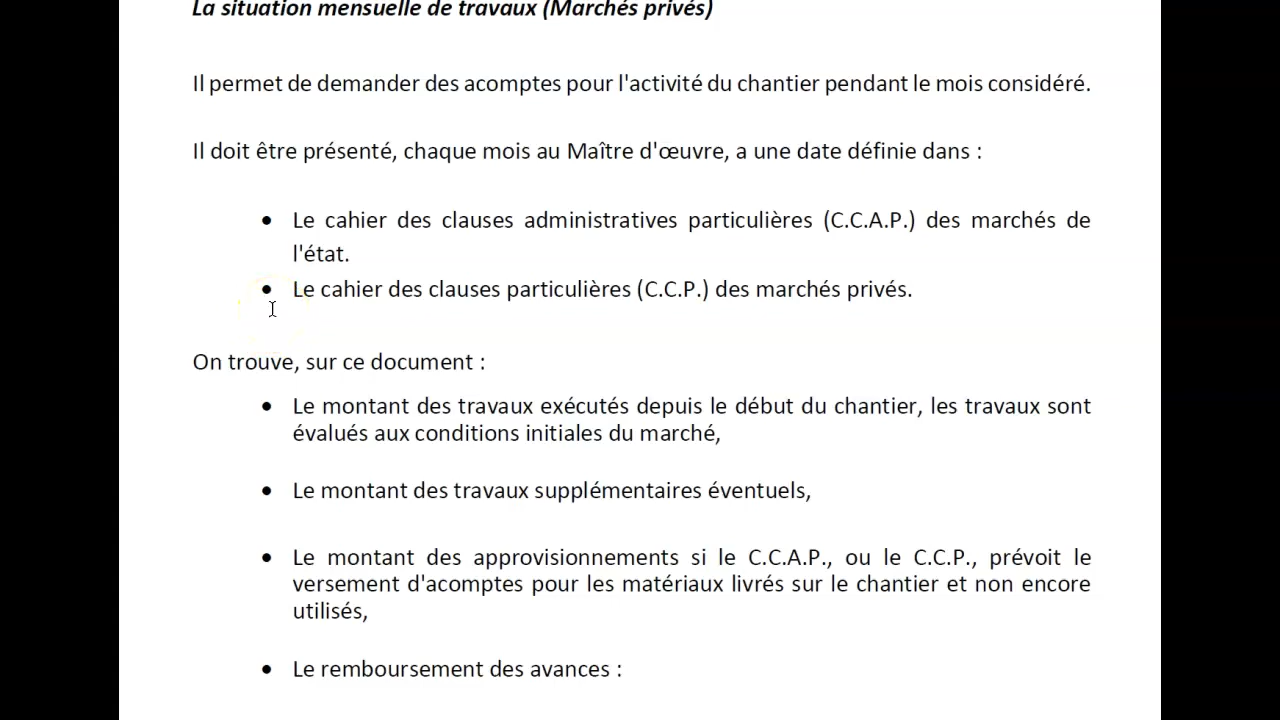 La situation mensuelle de travaux (Marchés privés)
Il permet de demander des acomptes pour l'activité du chantier pendant le mois considéré.
Il doit être présenté, chaque mois au Maître d'œuvre, a une date définie dans :
• Le cahier des clauses administratives particulières (C.C.A.P.) des marchés de
l'état.
• Le cahier des clauses particulières (C.C.P.) des marchés privés.
On trouve, sur ce document :
• Le montant des travaux exécutés depuis le début du chantier, les travaux sont
évalués aux conditions initiales du marché,
• Le montant des travaux supplémentaires éventuels,
• Le montant des approvisionnements si le C.C.A.P., ou le C.C.P., prévoit le
versement d'acomptes pour les matériaux livrés sur le chantier et non encore
utilisés,
• Le remboursement des avances :